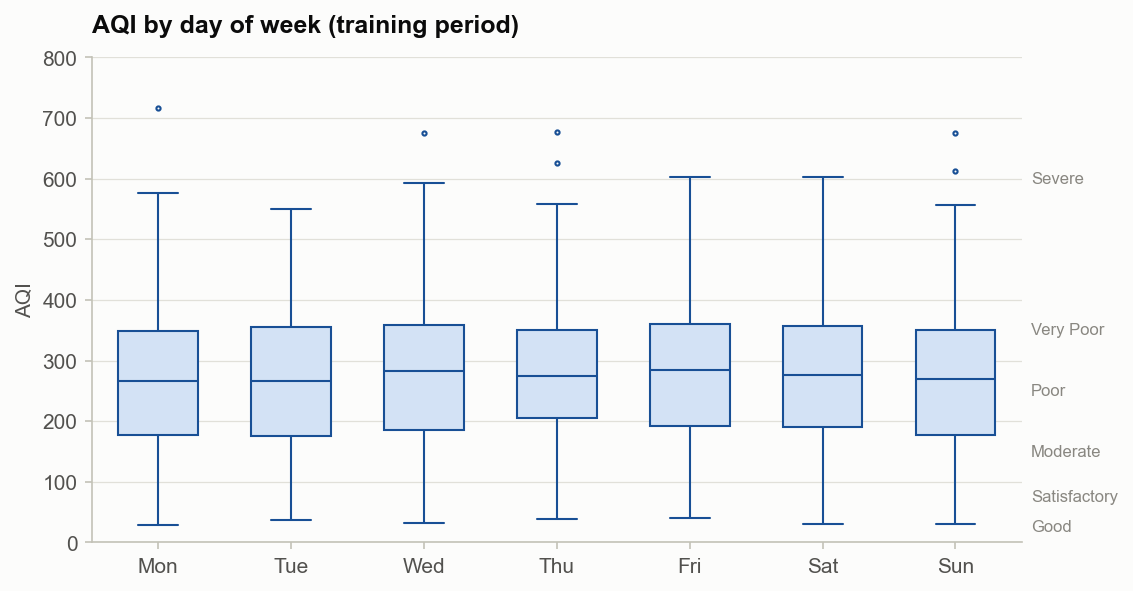 AQI by day of week (training period)
800
700
600
500
400
300
200
100
0
AQI
Mon Tue Wed Thu Fri Sat Sun
Severe
Very Poor
Poor
Moderate
Satisfactory
Good